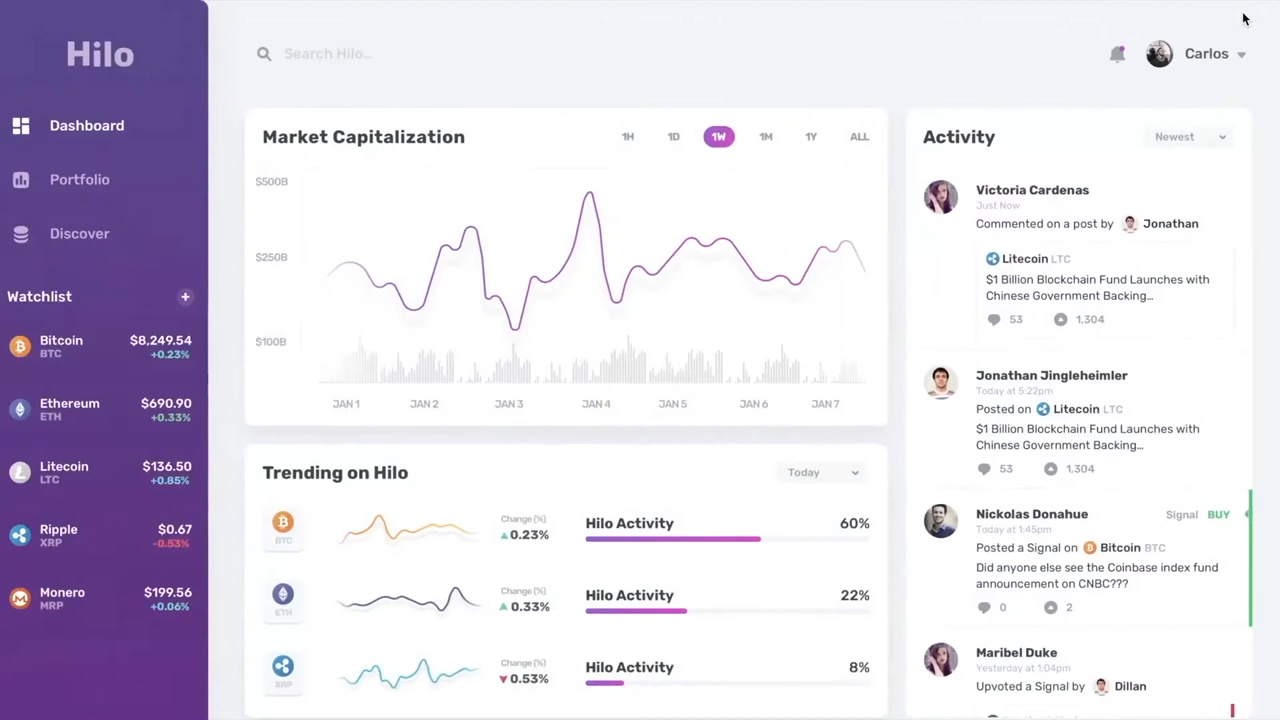 Hilo
Dashboard
Portfolio
Discover
Watchlist +
Bitcoin $8,249.54
BTC +0.23%
Ethereum $690.90
ETH +0.33%
Litecoin $136.50
LTC +0.85%
Ripple $0.67
XRP -0.53%
Monero $199.56
MRP +0.06%
Search Hilo...
Carlos
Market Capitalization
1H 1D 1W 1M 1Y ALL
$500B
$250B
$100B
JAN 1 JAN 2 JAN 3 JAN 4 JAN 5 JAN 6 JAN 7
Trending on Hilo
Today
BTC
Change (%)
0.23%
Hilo Activity 60%
ETH
Change (%)
0.33%
Hilo Activity 22%
XRP
Change (%)
0.53%
Hilo Activity 8%
Activity
Newest
Victoria Cardenas
Just Now
Commented on a post by Jonathan
Litecoin LTC
$1 Billion Blockchain Fund Launches with
Chinese Government Backing...
53 1,304
Jonathan Jingleheimler
Today at 5:22pm
Posted on Litecoin LTC
$1 Billion Blockchain Fund Launches with
Chinese Government Backing...
53 1,304
Nickolas Donahue Signal BUY
Today at 1:45pm
Posted a Signal on Bitcoin BTC
Did anyone else see the Coinbase index fund
announcement on CNBC???
0 2
Maribel Duke
Yesterday at 1:04pm
Upvoted a Signal by Dillan